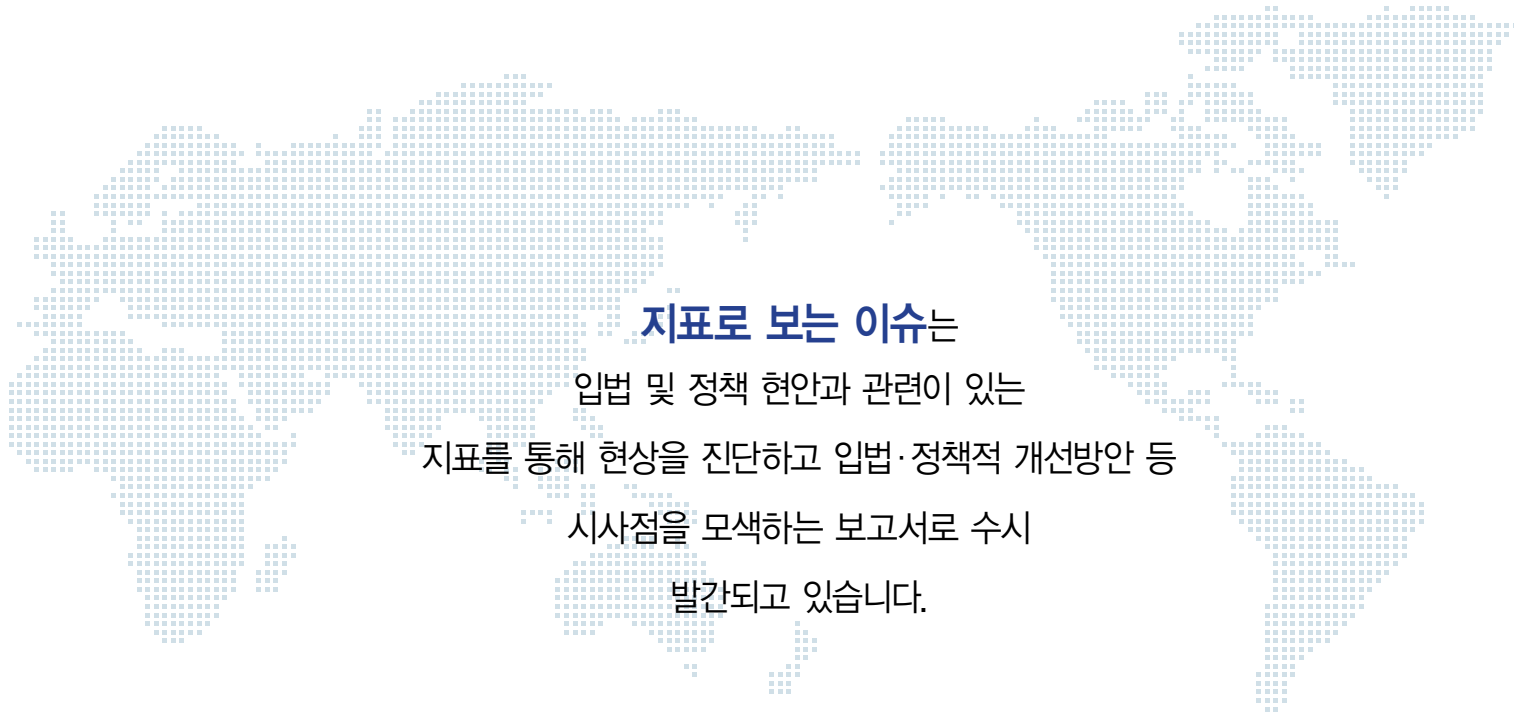 지표로 보는 이슈는
입법 및 정책 현안과 관련이 있는
지표를 통해 현상을 진단하고 입법·정책적 개선방안 등
시사점을 모색하는 보고서로 수시
발간되고 있습니다.